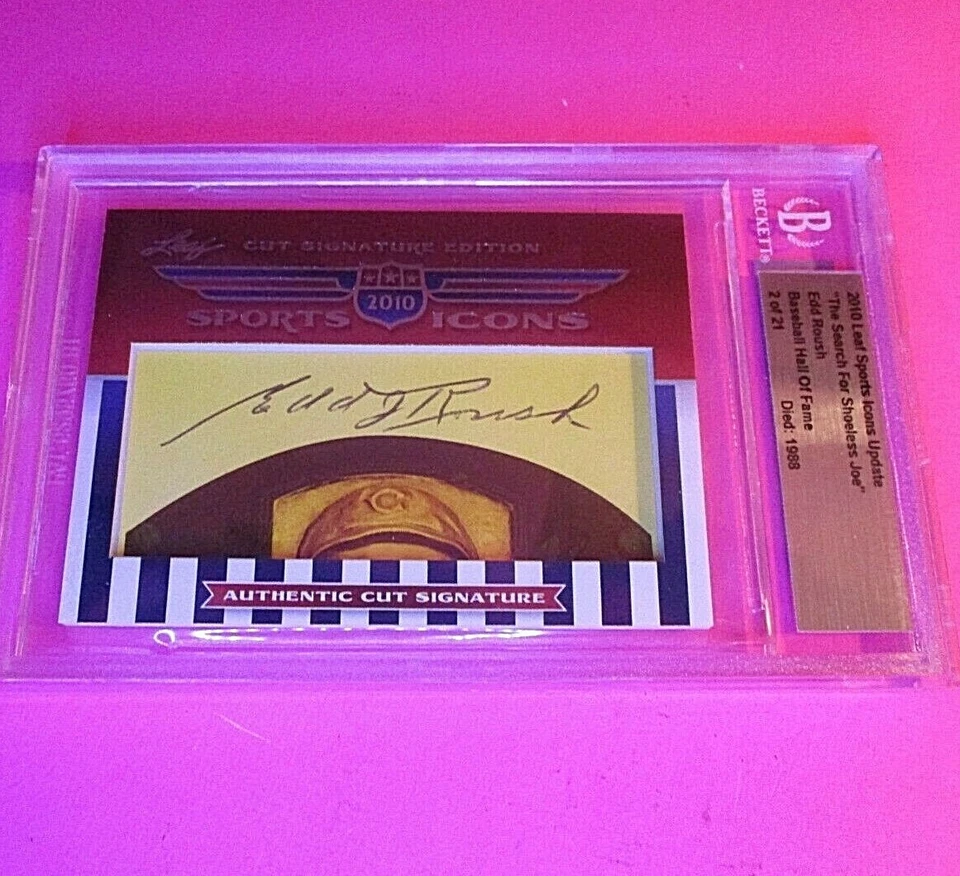 Leaf
CUT SIGNATURE EDITION
2010
SPORTS ICONS
Edd J Roush
C
AUTHENTIC CUT SIGNATURE
B
BECKETT®
2010 Leaf Sports Icons Update
"The Search For Shoeless Joe"
Edd Roush
Baseball Hall Of Fame
2 of 21 Died: 1988